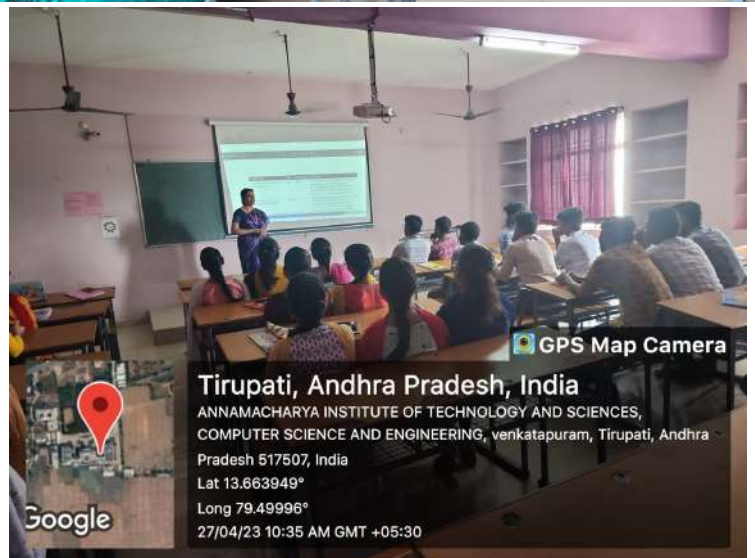 GPS Map Camera
Tirupati, Andhra Pradesh, India
ANNAMACHARYA INSTITUTE OF TECHNOLOGY AND SCIENCES,
COMPUTER SCIENCE AND ENGINEERING, venkatapuram, Tirupati, Andhra
Pradesh 517507, India
Lat 13.663949°
Long 79.49996°
27/04/23 10:35 AM GMT +05:30
Google